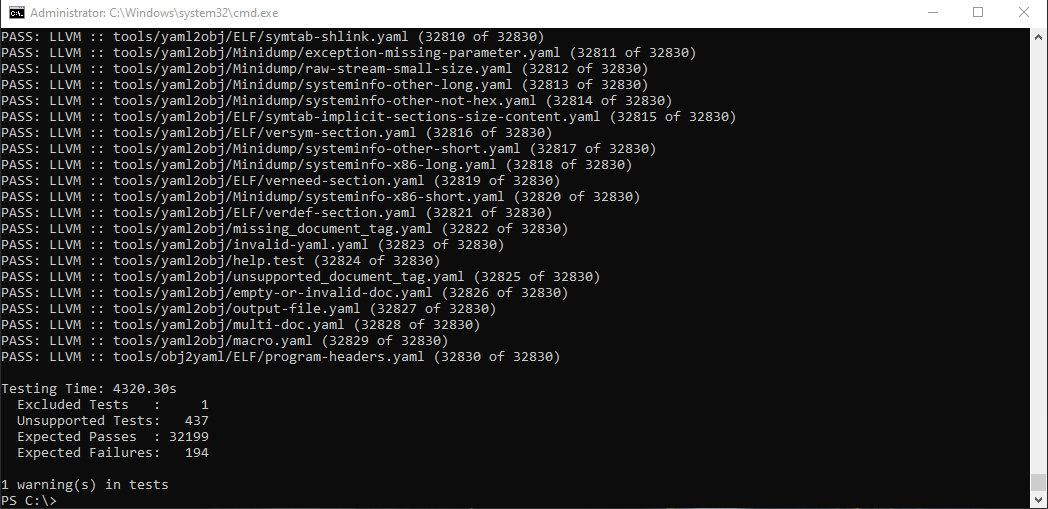 Administrator: C:\Windows\system32\cmd.exe
PASS: LLVM :: tools/yaml2obj/ELF/symtab-shlink.yaml (32810 of 32830)
PASS: LLVM :: tools/yaml2obj/Minidump/exception-missing-parameter.yaml (32811 of 32830)
PASS: LLVM :: tools/yaml2obj/Minidump/raw-stream-small-size.yaml (32812 of 32830)
PASS: LLVM :: tools/yaml2obj/Minidump/systeminfo-other-long.yaml (32813 of 32830)
PASS: LLVM :: tools/yaml2obj/Minidump/systeminfo-other-not-hex.yaml (32814 of 32830)
PASS: LLVM :: tools/yaml2obj/ELF/symtab-implicit-sections-size-content.yaml (32815 of 32830)
PASS: LLVM :: tools/yaml2obj/ELF/versym-section.yaml (32816 of 32830)
PASS: LLVM :: tools/yaml2obj/Minidump/systeminfo-other-short.yaml (32817 of 32830)
PASS: LLVM :: tools/yaml2obj/Minidump/systeminfo-x86-long.yaml (32818 of 32830)
PASS: LLVM :: tools/yaml2obj/ELF/verneed-section.yaml (32819 of 32830)
PASS: LLVM :: tools/yaml2obj/Minidump/systeminfo-x86-short.yaml (32820 of 32830)
PASS: LLVM :: tools/yaml2obj/ELF/verdef-section.yaml (32821 of 32830)
PASS: LLVM :: tools/yaml2obj/missing_document_tag.yaml (32822 of 32830)
PASS: LLVM :: tools/yaml2obj/invalid-yaml.yaml (32823 of 32830)
PASS: LLVM :: tools/yaml2obj/help.test (32824 of 32830)
PASS: LLVM :: tools/yaml2obj/unsupported_document_tag.yaml (32825 of 32830)
PASS: LLVM :: tools/yaml2obj/empty-or-invalid-doc.yaml (32826 of 32830)
PASS: LLVM :: tools/yaml2obj/output-file.yaml (32827 of 32830)
PASS: LLVM :: tools/yaml2obj/multi-doc.yaml (32828 of 32830)
PASS: LLVM :: tools/yaml2obj/macro.yaml (32829 of 32830)
PASS: LLVM :: tools/obj2yaml/ELF/program-headers.yaml (32830 of 32830)
Testing Time: 4320.30s
  Excluded Tests   :     1
  Unsupported Tests:   437
  Expected Passes  : 32199
  Expected Failures:   194
1 warning(s) in tests
PS C:\>